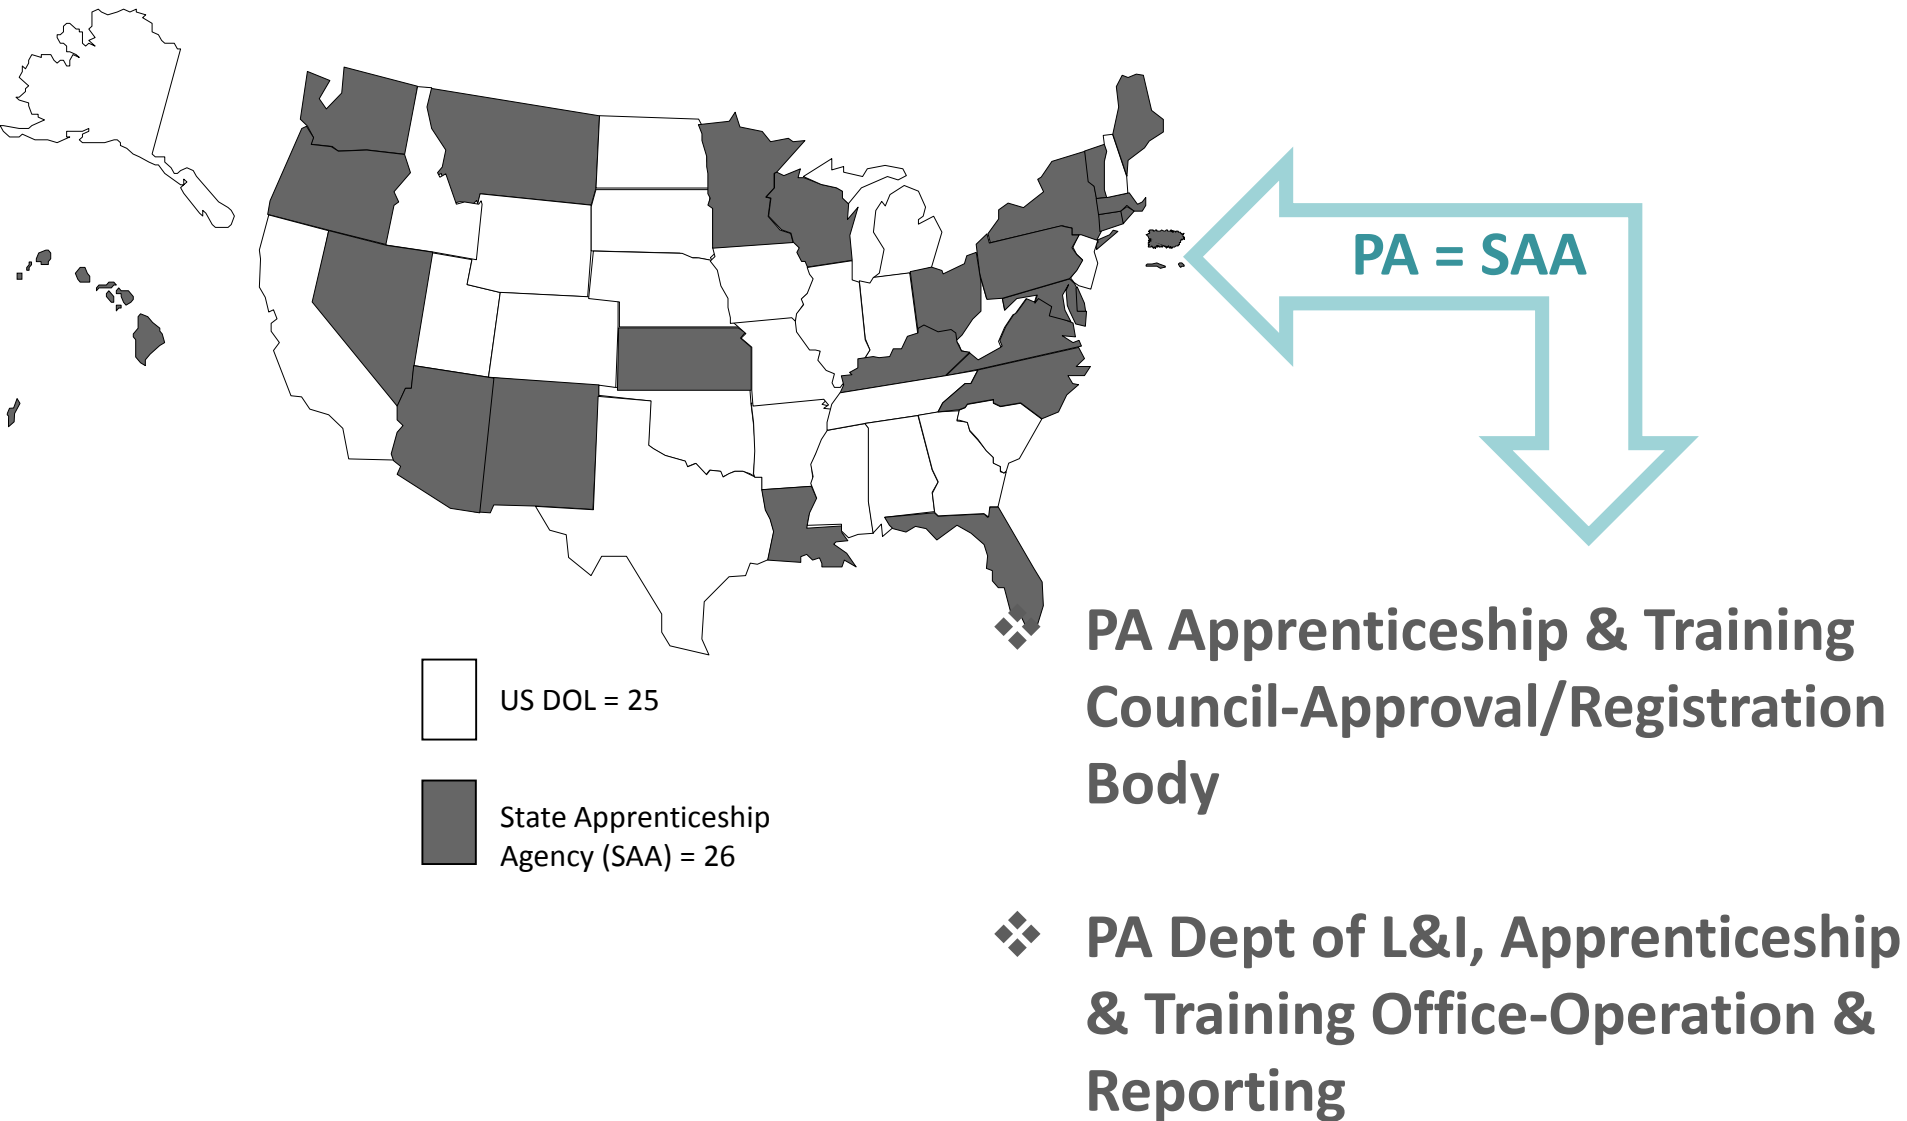 PA = SAA
US DOL = 25
State Apprenticeship
Agency (SAA) = 26
❖ PA Apprenticeship & Training
Council-Approval/Registration
Body
❖ PA Dept of L&I, Apprenticeship
& Training Office-Operation &
Reporting